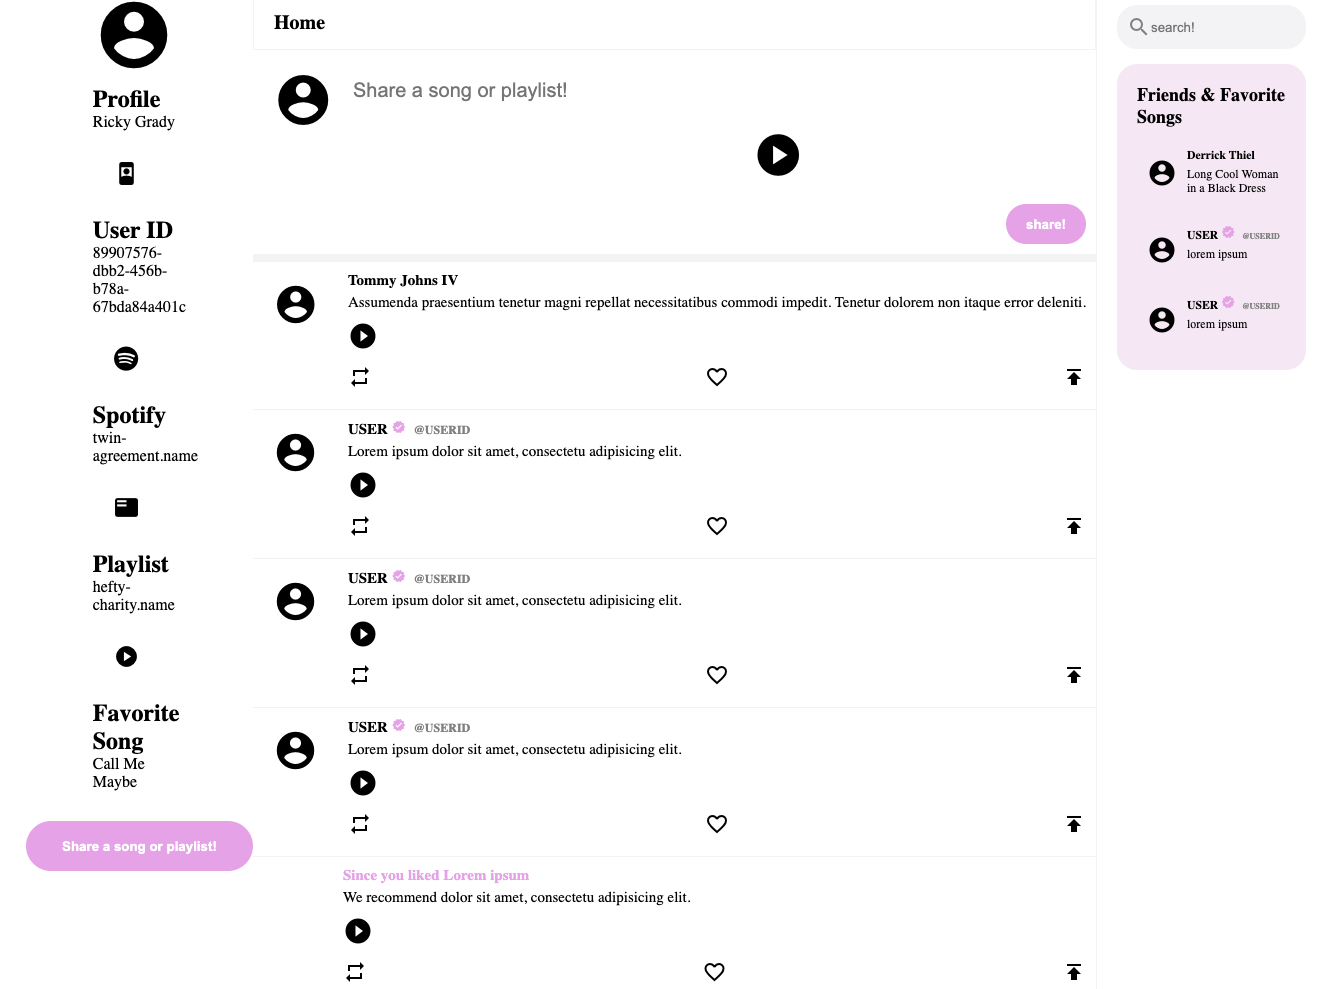 Profile
Ricky Grady
User ID
89907576-
dbb2-456b-
b78a-
67bda84a401c
Spotify
twin-
agreement.name
Playlist
hefty-
charity.name
Favorite
Song
Call Me
Maybe
Share a song or playlist!
Home
Share a song or playlist!
share!
Tommy Johns IV
Assumenda praesentium tenetur magni repellat necessitatibus commodi impedit. Tenetur dolorem non itaque error deleniti.
USER @USERID
Lorem ipsum dolor sit amet, consectetu adipisicing elit.
USER @USERID
Lorem ipsum dolor sit amet, consectetu adipisicing elit.
USER @USERID
Lorem ipsum dolor sit amet, consectetu adipisicing elit.
Since you liked Lorem ipsum
We recommend dolor sit amet, consectetu adipisicing elit.
search!
Friends & Favorite
Songs
Derrick Thiel
Long Cool Woman
in a Black Dress
USER @USERID
lorem ipsum
USER @USERID
lorem ipsum